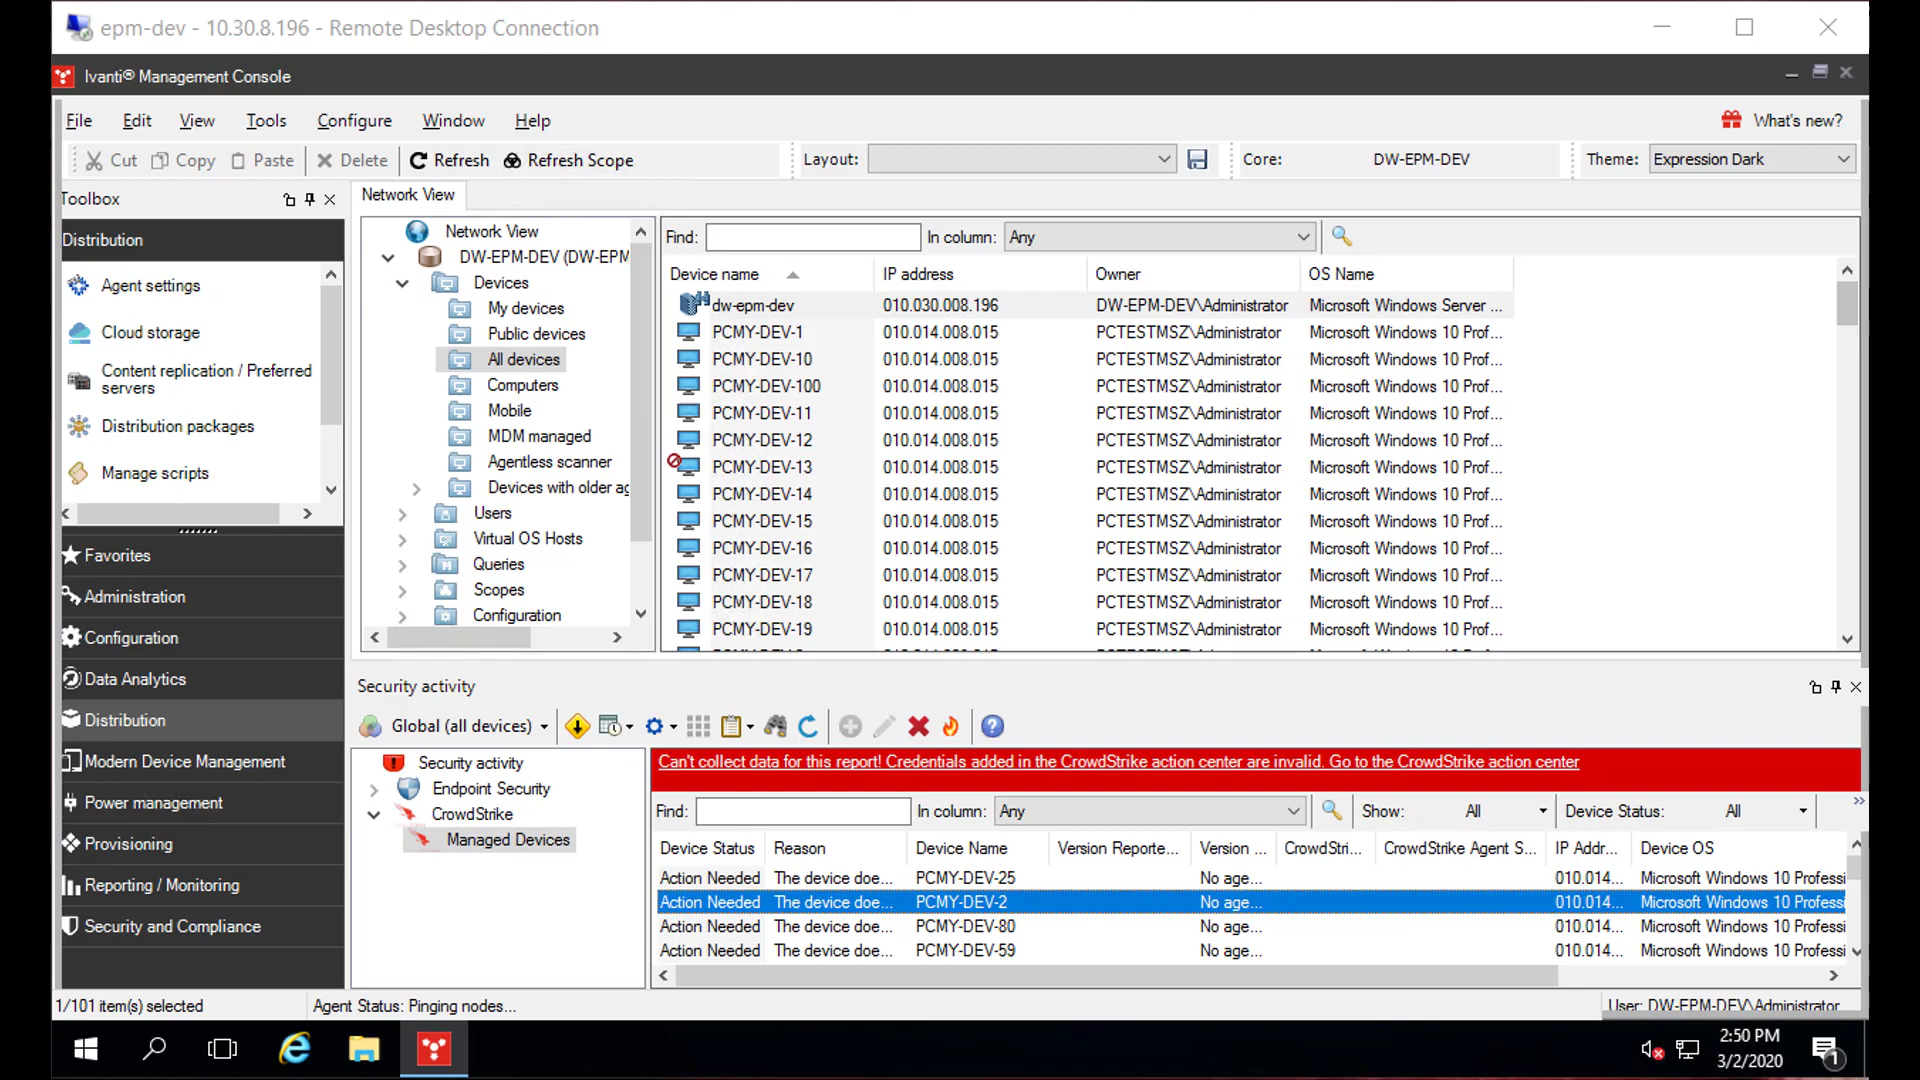 epm-dev - 10.30.8.196 - Remote Desktop Connection
Ivanti® Management Console
File Edit View Tools Configure Window Help What's new?
Cut Copy Paste Delete Refresh Refresh Scope Layout: Core: DW-EPM-DEV Theme: Expression Dark
Toolbox
Distribution
Agent settings
Cloud storage
Content replication / Preferred
servers
Distribution packages
Manage scripts
Favorites
Administration
Configuration
Data Analytics
Distribution
Modern Device Management
Power management
Provisioning
Reporting / Monitoring
Security and Compliance
Network View
Network View
DW-EPM-DEV (DW-EPM
Devices
My devices
Public devices
All devices
Computers
Mobile
MDM managed
Agentless scanner
Devices with older ag
Users
Virtual OS Hosts
Queries
Scopes
Configuration
Find: In column: Any
Device name IP address Owner OS Name
dw-epm-dev 010.030.008.196 DW-EPM-DEV\Administrator Microsoft Windows Server ...
PCMY-DEV-1 010.014.008.015 PCTESTMSZ\Administrator Microsoft Windows 10 Prof...
PCMY-DEV-10 010.014.008.015 PCTESTMSZ\Administrator Microsoft Windows 10 Prof...
PCMY-DEV-100 010.014.008.015 PCTESTMSZ\Administrator Microsoft Windows 10 Prof...
PCMY-DEV-11 010.014.008.015 PCTESTMSZ\Administrator Microsoft Windows 10 Prof...
PCMY-DEV-12 010.014.008.015 PCTESTMSZ\Administrator Microsoft Windows 10 Prof...
PCMY-DEV-13 010.014.008.015 PCTESTMSZ\Administrator Microsoft Windows 10 Prof...
PCMY-DEV-14 010.014.008.015 PCTESTMSZ\Administrator Microsoft Windows 10 Prof...
PCMY-DEV-15 010.014.008.015 PCTESTMSZ\Administrator Microsoft Windows 10 Prof...
PCMY-DEV-16 010.014.008.015 PCTESTMSZ\Administrator Microsoft Windows 10 Prof...
PCMY-DEV-17 010.014.008.015 PCTESTMSZ\Administrator Microsoft Windows 10 Prof...
PCMY-DEV-18 010.014.008.015 PCTESTMSZ\Administrator Microsoft Windows 10 Prof...
PCMY-DEV-19 010.014.008.015 PCTESTMSZ\Administrator Microsoft Windows 10 Prof...
Security activity
Global (all devices)
Security activity
Endpoint Security
CrowdStrike
Managed Devices
Can't collect data for this report! Credentials added in the CrowdStrike action center are invalid. Go to the CrowdStrike action center
Find: In column: Any Show: All Device Status: All
Device Status Reason Device Name Version Reporte... Version ... CrowdStri... CrowdStrike Agent S... IP Addr... Device OS
Action Needed The device doe... PCMY-DEV-25 No age... 010.014... Microsoft Windows 10 Professi
Action Needed The device doe... PCMY-DEV-2 No age... 010.014... Microsoft Windows 10 Professi
Action Needed The device doe... PCMY-DEV-80 No age... 010.014... Microsoft Windows 10 Professi
Action Needed The device doe... PCMY-DEV-59 No age... 010.014... Microsoft Windows 10 Professi
1/101 item(s) selected Agent Status: Pinging nodes... User: DW-EPM-DEV\Administrator
2:50 PM
3/2/2020
1